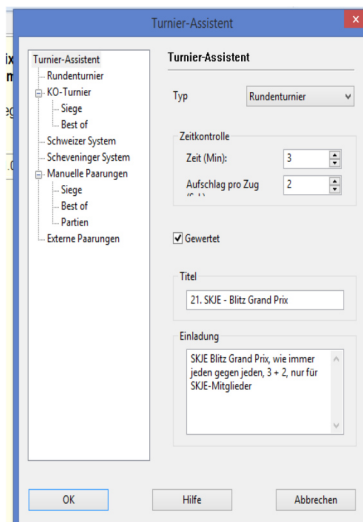 Turnier-Assistent
x
Turnier-Assistent
Rundenturnier
KO-Turnier
Siege
Best of
Schweizer System
Scheveninger System
Manuelle Paarungen
Siege
Best of
Partien
Externe Paarungen
Turnier-Assistent
Typ
Rundenturnier
Zeitkontrolle
Zeit (Min):
3
Aufschlag pro Zug
2
Gewertet
Titel
21. SKJE - Blitz Grand Prix
Einladung
SKJE Blitz Grand Prix, wie immer
jeden gegen jeden, 3 + 2, nur für
SKJE-Mitglieder
OK
Hilfe
Abbrechen